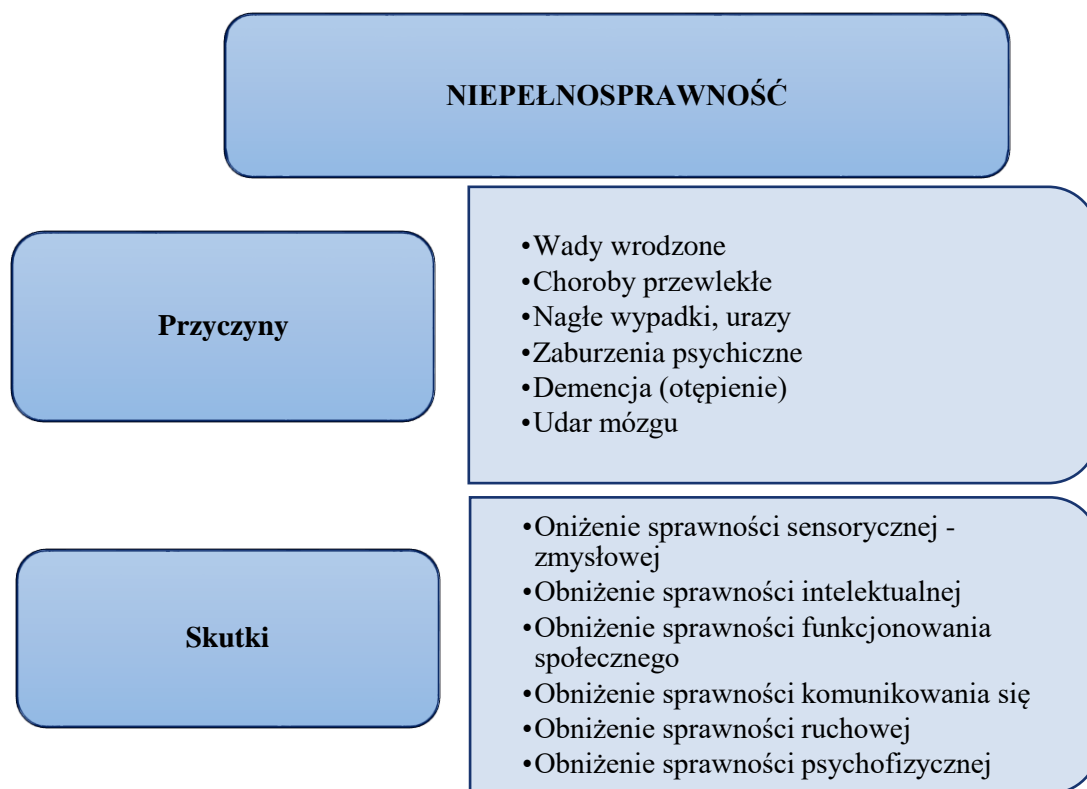 NIEPEŁNOSPRAWNOŚĆ
Przyczyny
•Wady wrodzone
•Choroby przewlekłe
•Nagłe wypadki, urazy
•Zaburzenia psychiczne
•Demencja (otępienie)
•Udar mózgu
Skutki
•Oniżenie sprawności sensorycznej -
zmysłowej
•Obniżenie sprawności intelektualnej
•Obniżenie sprawności funkcjonowania
społecznego
•Obniżenie sprawności komunikowania się
•Obniżenie sprawności ruchowej
•Obniżenie sprawności psychofizycznej